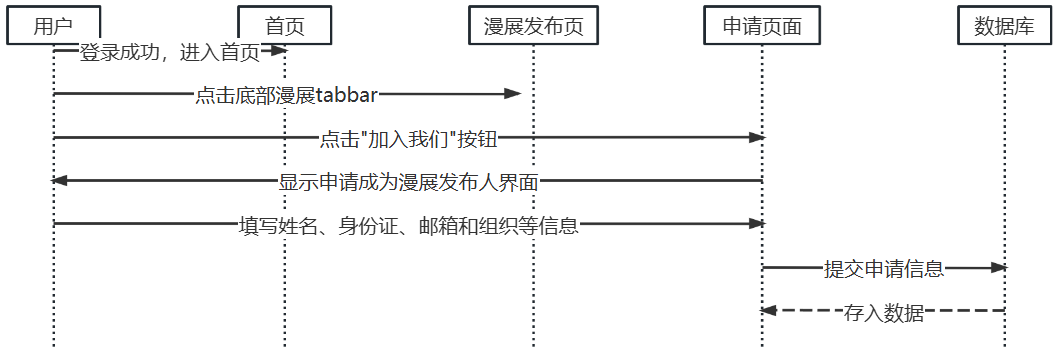 用户
首页
漫展发布页
申请页面
数据库
登录成功，进入首页
点击底部漫展tabbar
点击"加入我们"按钮
显示申请成为漫展发布人界面
填写姓名、身份证、邮箱和组织等信息
提交申请信息
存入数据